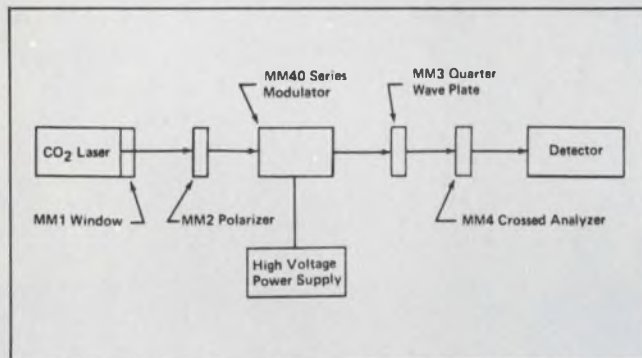 MM40 Series
Modulator
MM3 Quarter
Wave Plate
CO2 Laser
Detector
MM1 Window
MM2 Polarizer
MM4 Crossed Analyzer
High Voltage
Power Supply